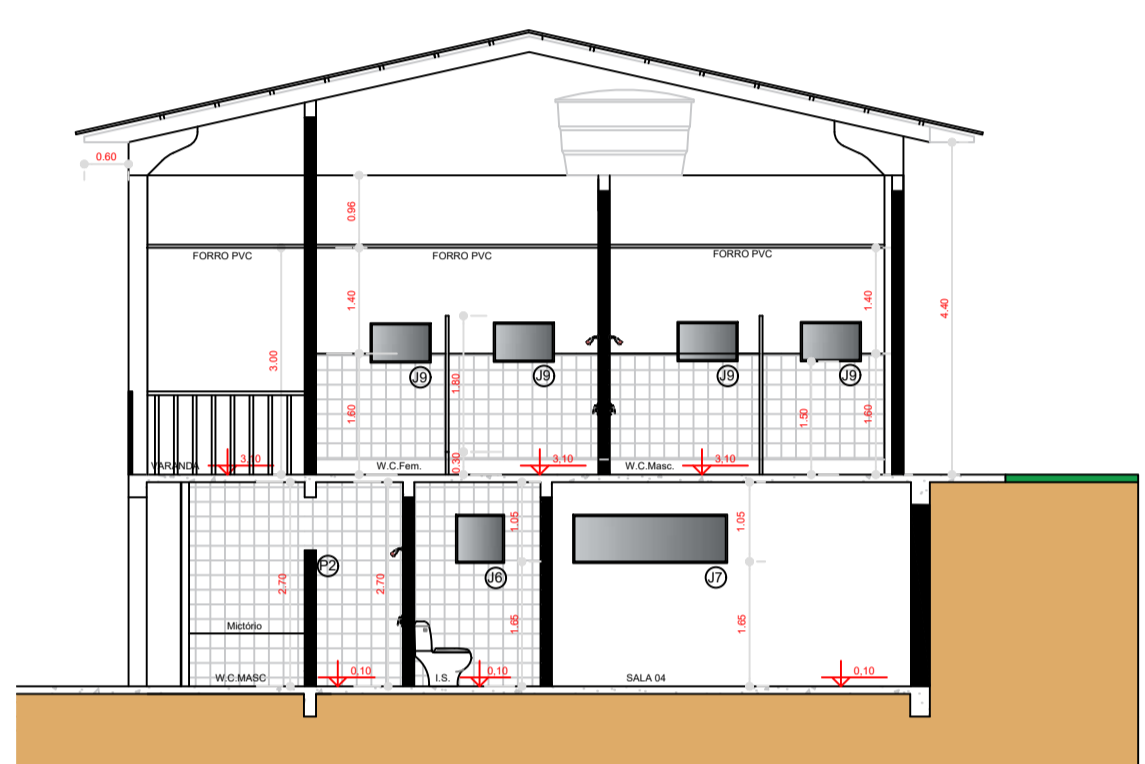 0.60
0.96
FORRO PVC
FORRO PVC
FORRO PVC
1.40
1.40
4.40
3.00
J9
J9
J9
J9
1.80
1.60
1.50
1.60
0.30
VARANDA
3,10
W.C.Fem.
3,10
W.C.Masc.
3,10
1.05
1.05
P2
J6
J7
2.70
2.70
1.65
1.65
Mictório
W.C.MASC
0,10
I.S.
0,10
SALA 04
0,10